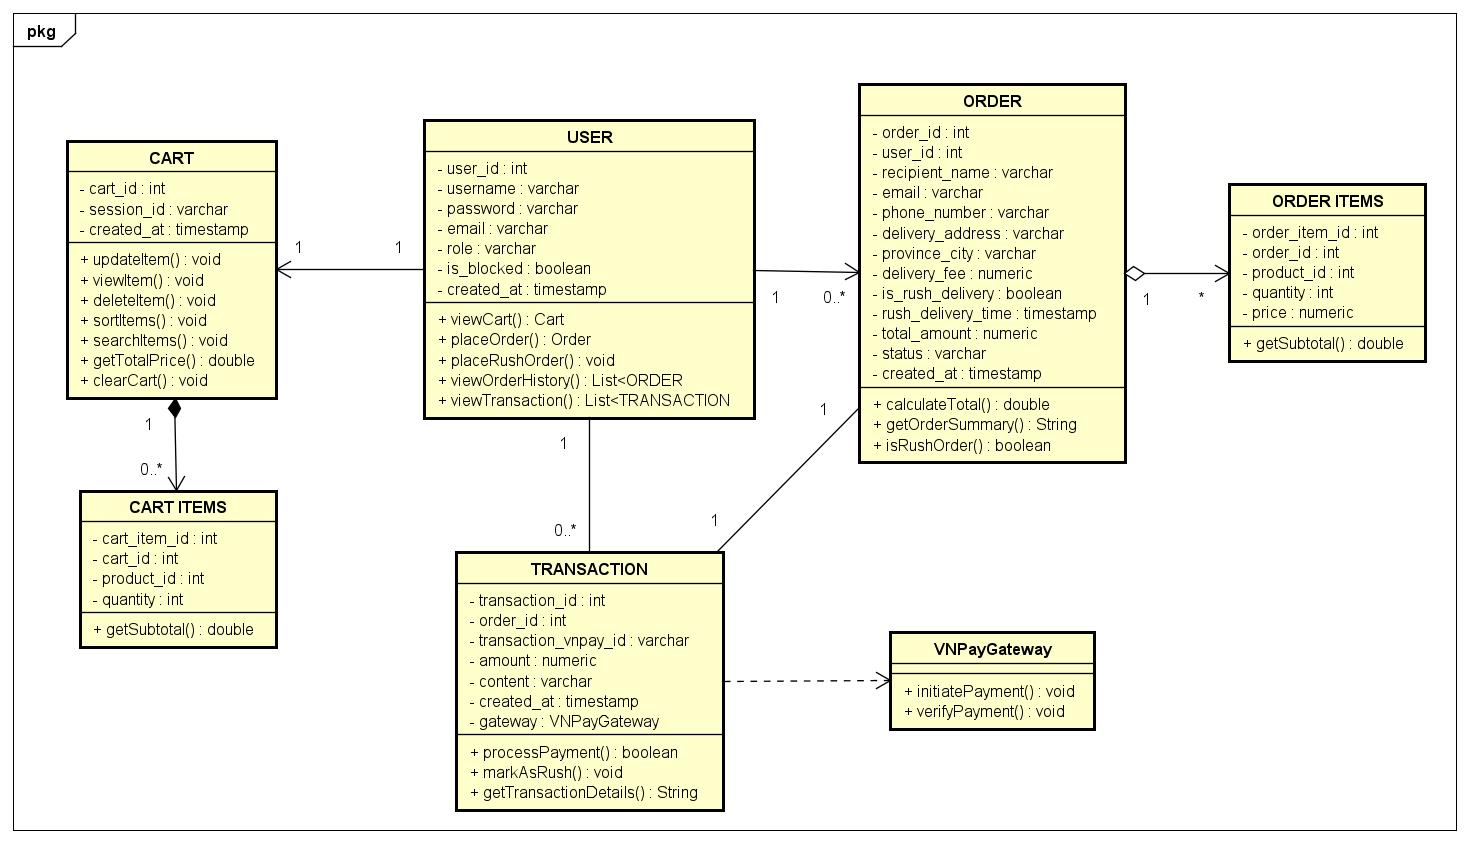 pkg
CART
- cart_id : int
- session_id : varchar
- created_at : timestamp
+ updateItem() : void
+ viewItem() : void
+ deleteItem() : void
+ sortItems() : void
+ searchItems() : void
+ getTotalPrice() : double
+ clearCart() : void
1
1
USER
- user_id : int
- username : varchar
- password : varchar
- email : varchar
- role : varchar
- is_blocked : boolean
- created_at : timestamp
+ viewCart() : Cart
+ placeOrder() : Order
+ placeRushOrder() : void
+ viewOrderHistory() : List<ORDER
+ viewTransaction() : List<TRANSACTION
1
0..*
ORDER
- order_id : int
- user_id : int
- recipient_name : varchar
- email : varchar
- phone_number : varchar
- delivery_address : varchar
- province_city : varchar
- delivery_fee : numeric
- is_rush_delivery : boolean
- rush_delivery_time : timestamp
- total_amount : numeric
- status : varchar
- created_at : timestamp
+ calculateTotal() : double
+ getOrderSummary() : String
+ isRushOrder() : boolean
1
*
ORDER ITEMS
- order_item_id : int
- order_id : int
- product_id : int
- quantity : int
- price : numeric
+ getSubtotal() : double
1
0..*
CART ITEMS
- cart_item_id : int
- cart_id : int
- product_id : int
- quantity : int
+ getSubtotal() : double
1
0..*
1
1
TRANSACTION
- transaction_id : int
- order_id : int
- transaction_vnpay_id : varchar
- amount : numeric
- content : varchar
- created_at : timestamp
- gateway : VNPayGateway
+ processPayment() : boolean
+ markAsRush() : void
+ getTransactionDetails() : String
VNPayGateway
+ initiatePayment() : void
+ verifyPayment() : void